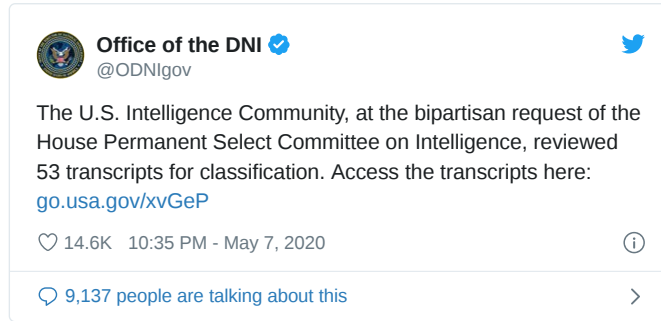 Office of the DNI
@ODNIgov
The U.S. Intelligence Community, at the bipartisan request of the
House Permanent Select Committee on Intelligence, reviewed
53 transcripts for classification. Access the transcripts here:
go.usa.gov/xvGeP
14.6K 10:35 PM - May 7, 2020
9,137 people are talking about this